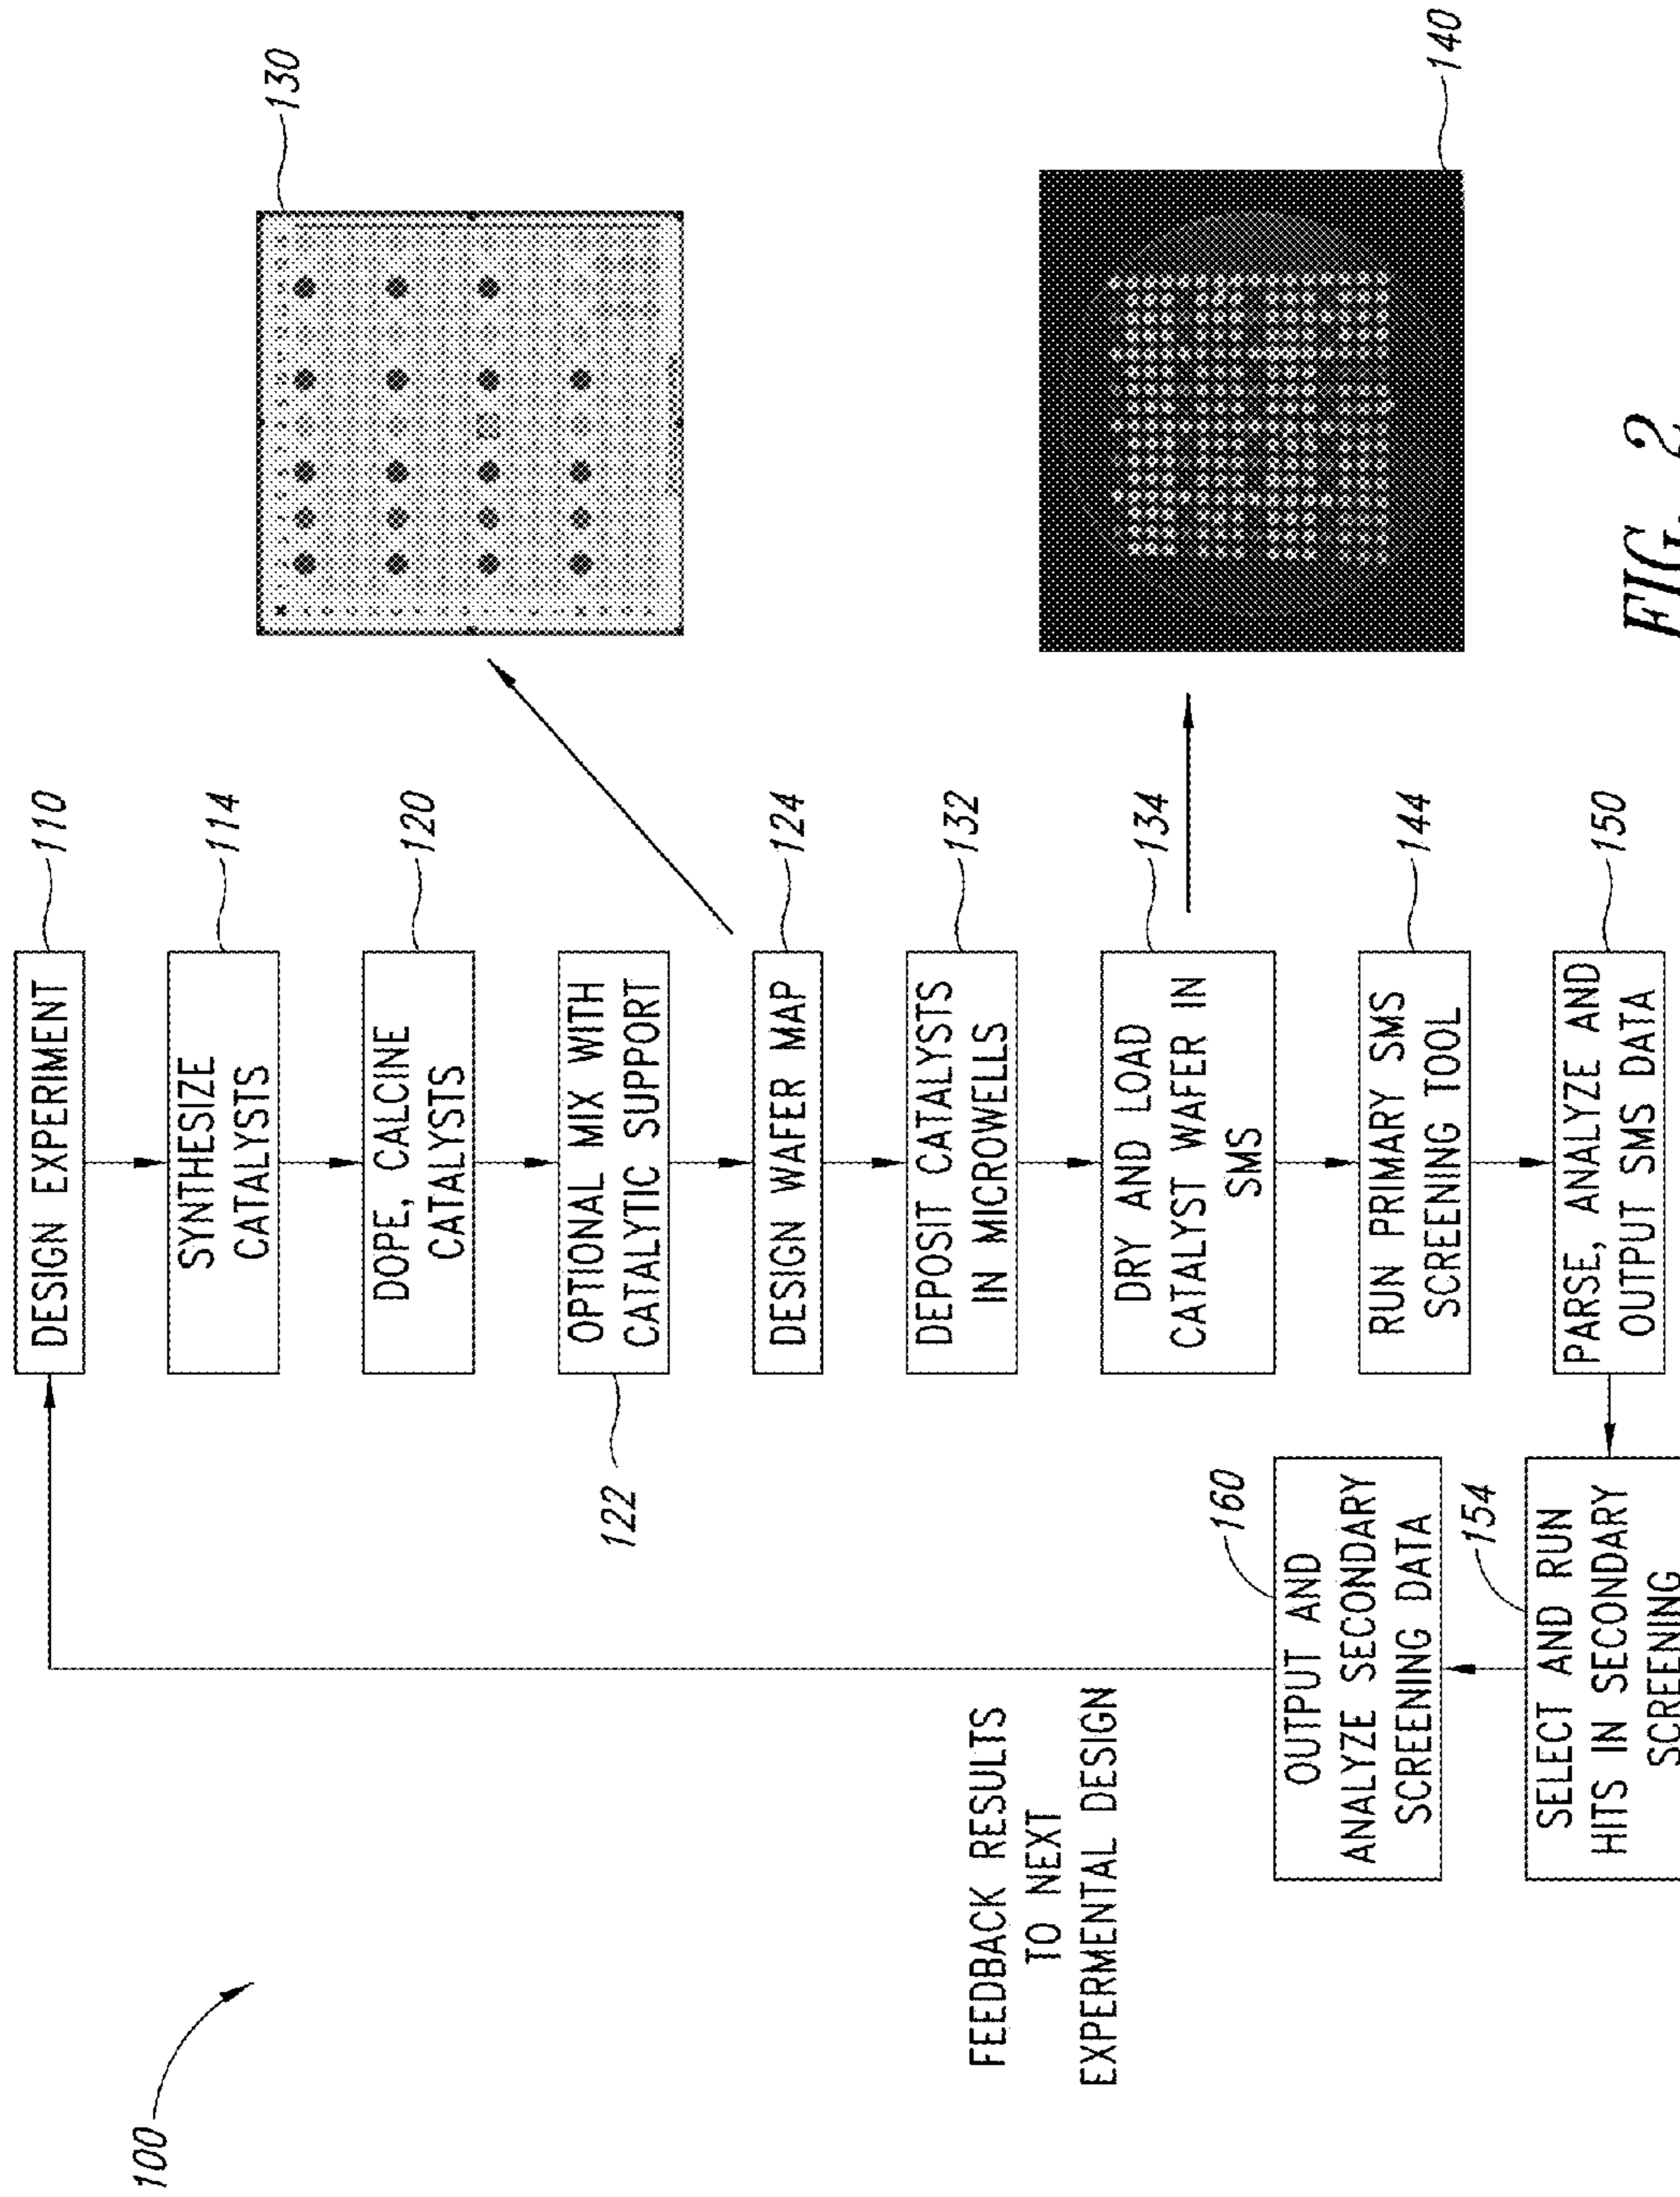 100
110
DESIGN EXPERIMENT
114
SYNTHESIZE
CATALYSTS
120
DOPE, CALCINE
CATALYSTS
OPTIONAL MIX WITH
CATALYTIC SUPPORT
122
DESIGN WAFER MAP
124
130
DEPOSIT CATALYSTS
IN MICROWELLS
132
DRY AND LOAD
CATALYST WAFER IN
SMS
134
140
RUN PRIMARY SMS
SCREENING TOOL
144
PARSE, ANALYZE AND
OUTPUT SMS DATA
150
SELECT AND RUN
HITS IN SECONDARY
SCREENING
154
OUTPUT AND
ANALYZE SECONDARY
SCREENING DATA
160
FEEDBACK RESULTS
TO NEXT
EXPERMENTAL DESIGN
FIG. 2